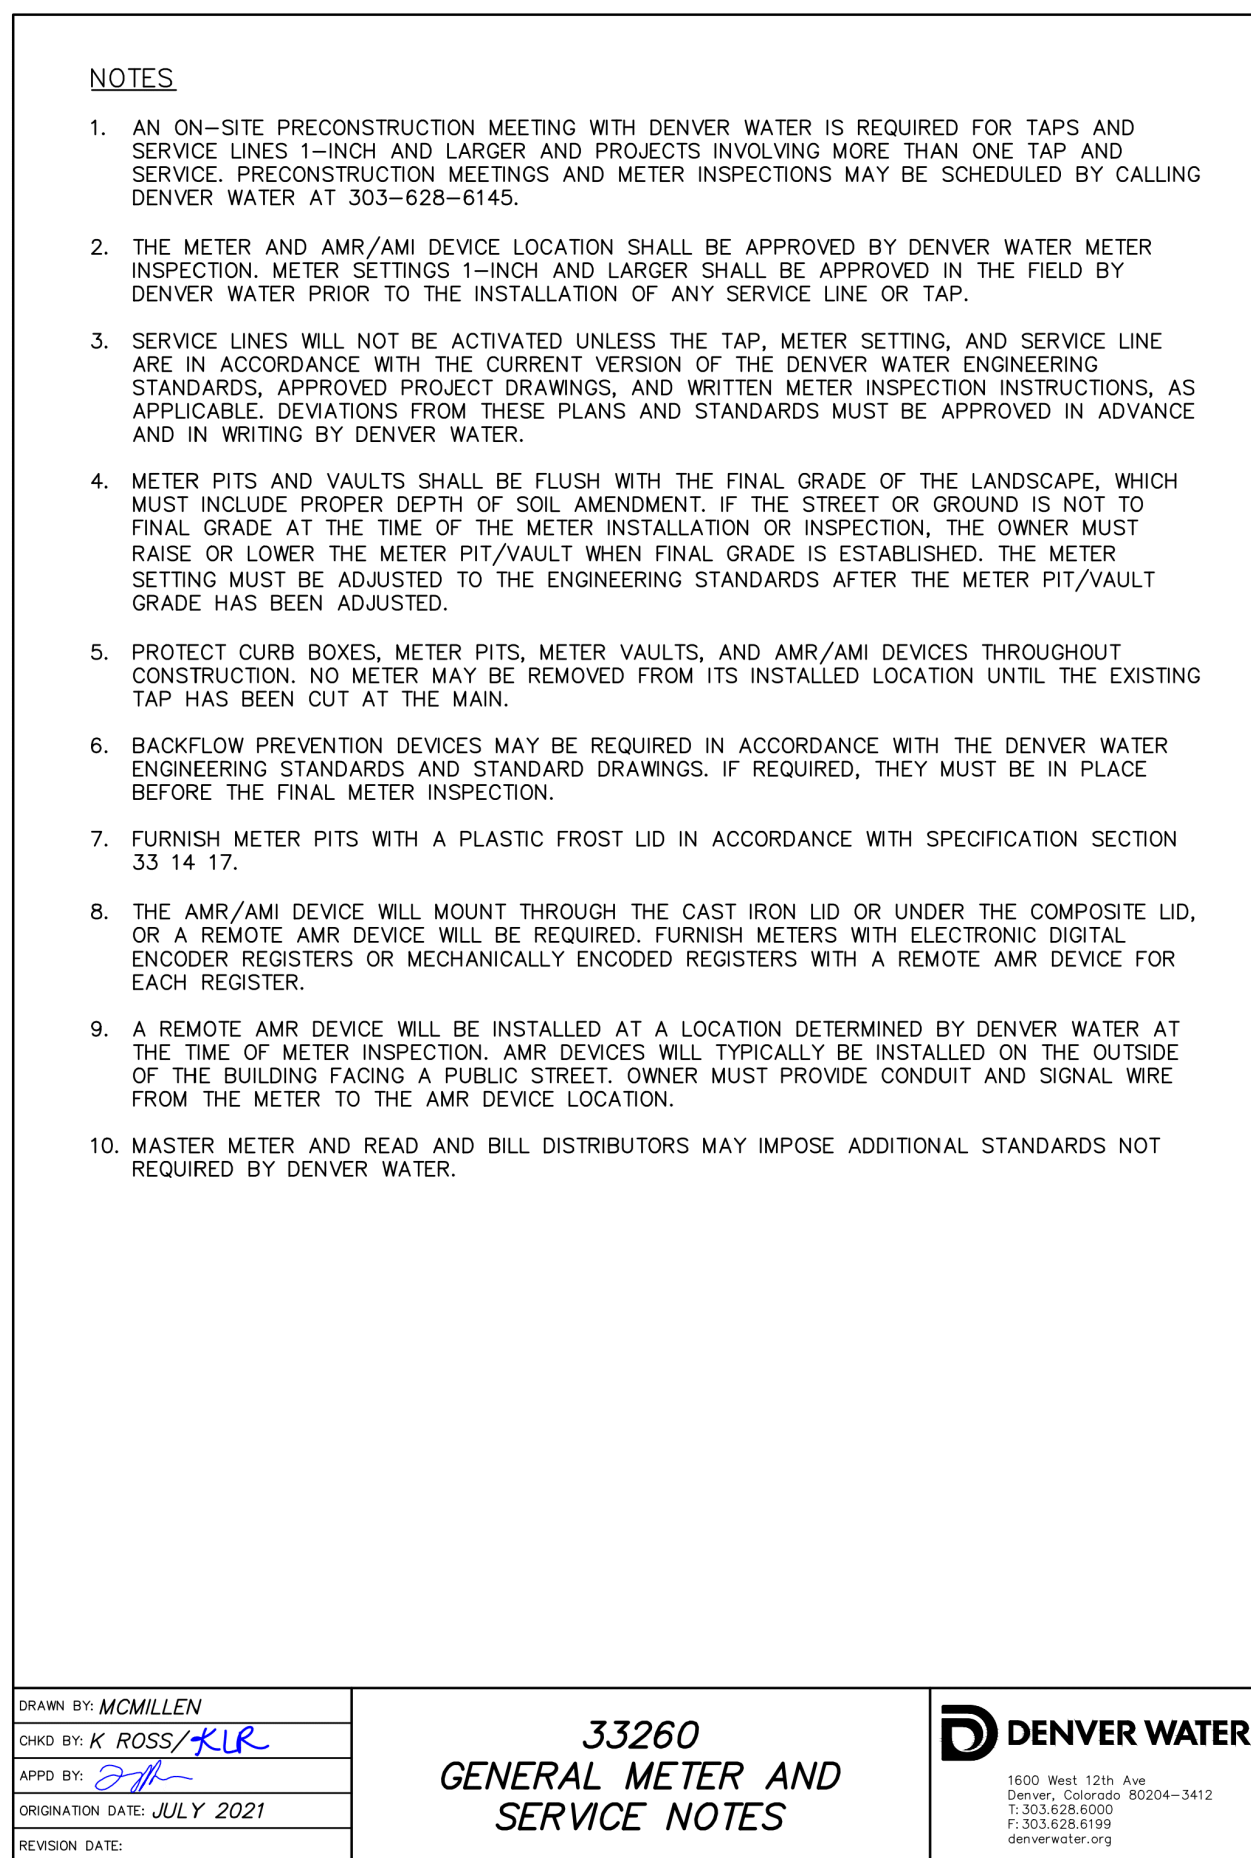 NOTES
1. AN ON-SITE PRECONSTRUCTION MEETING WITH DENVER WATER IS REQUIRED FOR TAPS AND
SERVICE LINES 1-INCH AND LARGER AND PROJECTS INVOLVING MORE THAN ONE TAP AND
SERVICE. PRECONSTRUCTION MEETINGS AND METER INSPECTIONS MAY BE SCHEDULED BY CALLING
DENVER WATER AT 303-628-6145.
2. THE METER AND AMR/AMI DEVICE LOCATION SHALL BE APPROVED BY DENVER WATER METER
INSPECTION. METER SETTINGS 1-INCH AND LARGER SHALL BE APPROVED IN THE FIELD BY
DENVER WATER PRIOR TO THE INSTALLATION OF ANY SERVICE LINE OR TAP.
3. SERVICE LINES WILL NOT BE ACTIVATED UNLESS THE TAP, METER SETTING, AND SERVICE LINE
ARE IN ACCORDANCE WITH THE CURRENT VERSION OF THE DENVER WATER ENGINEERING
STANDARDS, APPROVED PROJECT DRAWINGS, AND WRITTEN METER INSPECTION INSTRUCTIONS, AS
APPLICABLE. DEVIATIONS FROM THESE PLANS AND STANDARDS MUST BE APPROVED IN ADVANCE
AND IN WRITING BY DENVER WATER.
4. METER PITS AND VAULTS SHALL BE FLUSH WITH THE FINAL GRADE OF THE LANDSCAPE, WHICH
MUST INCLUDE PROPER DEPTH OF SOIL AMENDMENT. IF THE STREET OR GROUND IS NOT TO
FINAL GRADE AT THE TIME OF THE METER INSTALLATION OR INSPECTION, THE OWNER MUST
RAISE OR LOWER THE METER PIT/VAULT WHEN FINAL GRADE IS ESTABLISHED. THE METER
SETTING MUST BE ADJUSTED TO THE ENGINEERING STANDARDS AFTER THE METER PIT/VAULT
GRADE HAS BEEN ADJUSTED.
5. PROTECT CURB BOXES, METER PITS, METER VAULTS, AND AMR/AMI DEVICES THROUGHOUT
CONSTRUCTION. NO METER MAY BE REMOVED FROM ITS INSTALLED LOCATION UNTIL THE EXISTING
TAP HAS BEEN CUT AT THE MAIN.
6. BACKFLOW PREVENTION DEVICES MAY BE REQUIRED IN ACCORDANCE WITH THE DENVER WATER
ENGINEERING STANDARDS AND STANDARD DRAWINGS. IF REQUIRED, THEY MUST BE IN PLACE
BEFORE THE FINAL METER INSPECTION.
7. FURNISH METER PITS WITH A PLASTIC FROST LID IN ACCORDANCE WITH SPECIFICATION SECTION
33 14 17.
8. THE AMR/AMI DEVICE WILL MOUNT THROUGH THE CAST IRON LID OR UNDER THE COMPOSITE LID,
OR A REMOTE AMR DEVICE WILL BE REQUIRED. FURNISH METERS WITH ELECTRONIC DIGITAL
ENCODER REGISTERS OR MECHANICALLY ENCODED REGISTERS WITH A REMOTE AMR DEVICE FOR
EACH REGISTER.
9. A REMOTE AMR DEVICE WILL BE INSTALLED AT A LOCATION DETERMINED BY DENVER WATER AT
THE TIME OF METER INSPECTION. AMR DEVICES WILL TYPICALLY BE INSTALLED ON THE OUTSIDE
OF THE BUILDING FACING A PUBLIC STREET. OWNER MUST PROVIDE CONDUIT AND SIGNAL WIRE
FROM THE METER TO THE AMR DEVICE LOCATION.
10. MASTER METER AND READ AND BILL DISTRIBUTORS MAY IMPOSE ADDITIONAL STANDARDS NOT
REQUIRED BY DENVER WATER.
DRAWN BY: MCMILLEN
CHKD BY: K ROSS/KLR
APPD BY:
ORIGINATION DATE: JULY 2021
REVISION DATE:
33260
GENERAL METER AND
SERVICE NOTES
DENVER WATER
1600 West 12th Ave
Denver, Colorado 80204-3412
T: 303.628.6000
F: 303.628.6199
denverwater.org